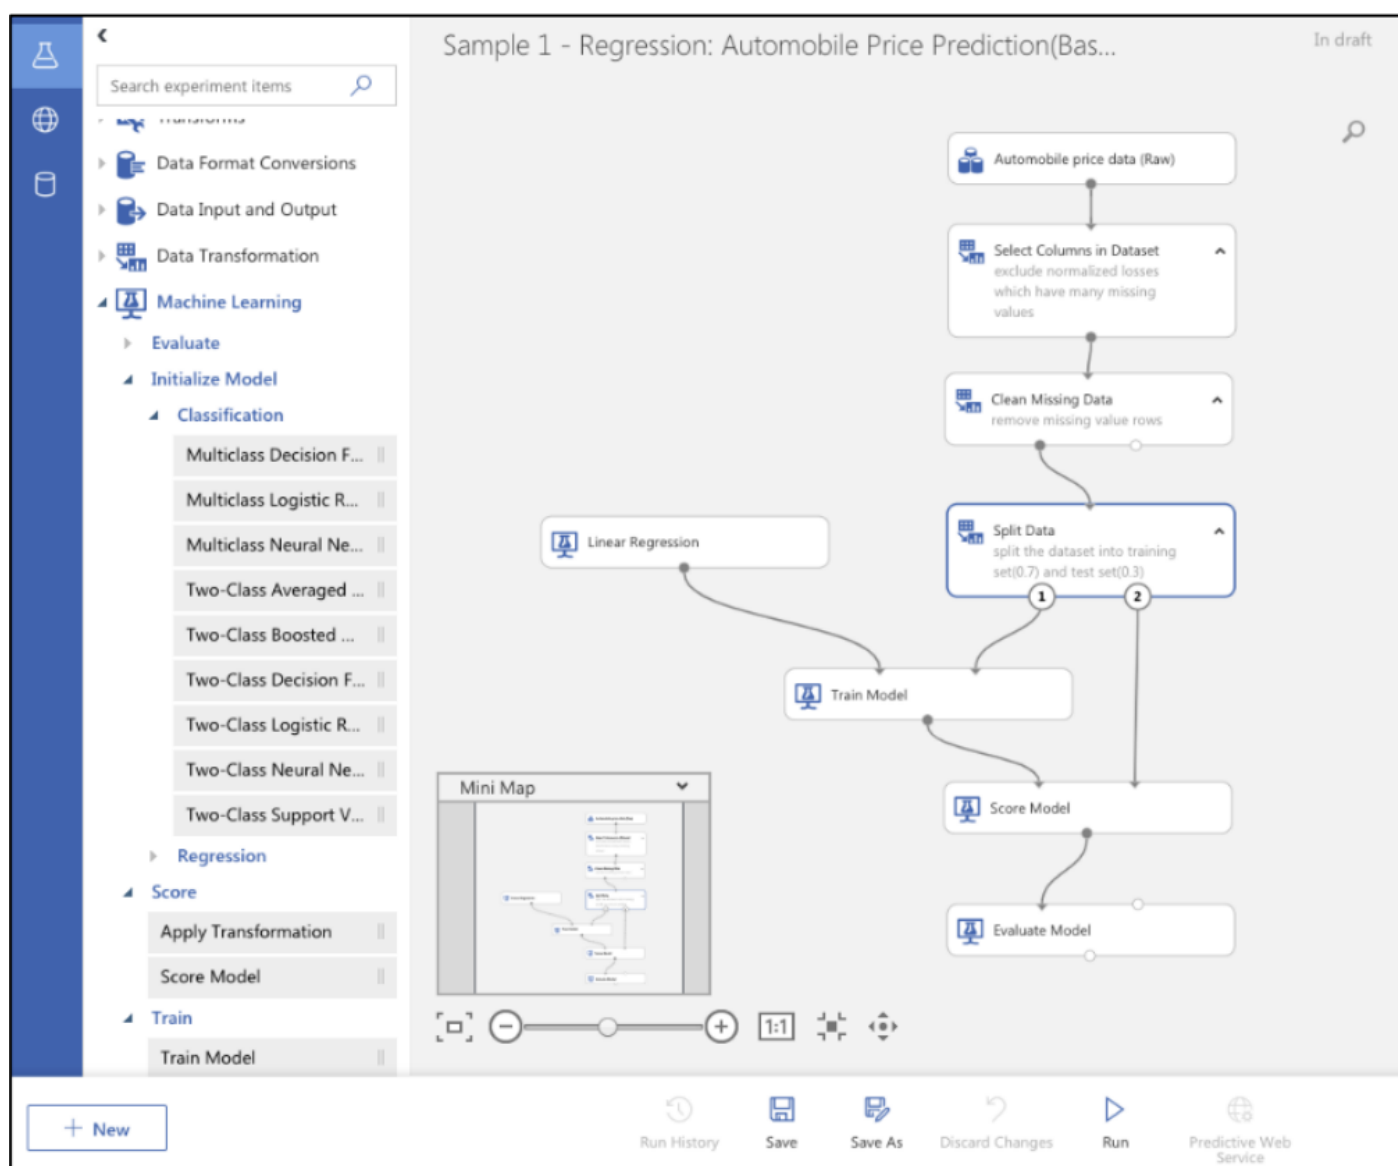 Sample 1 - Regression: Automobile Price Prediction(Bas...
In draft
Search experiment items
Data Format Conversions
Data Input and Output
Data Transformation
Machine Learning
Evaluate
Initialize Model
Classification
Multiclass Decision F...
Multiclass Logistic R...
Multiclass Neural Ne...
Two-Class Averaged ...
Two-Class Boosted ...
Two-Class Decision F...
Two-Class Logistic R...
Two-Class Neural Ne...
Two-Class Support V...
Regression
Score
Apply Transformation
Score Model
Train
Train Model
Automobile price data (Raw)
Select Columns in Dataset
exclude normalized losses
which have many missing
values
Clean Missing Data
remove missing value rows
Linear Regression
Split Data
split the dataset into training
set(0.7) and test set(0.3)
1
2
Train Model
Score Model
Evaluate Model
Mini Map
1:1
New
Run History
Save
Save As
Discard Changes
Run
Predictive Web
Service